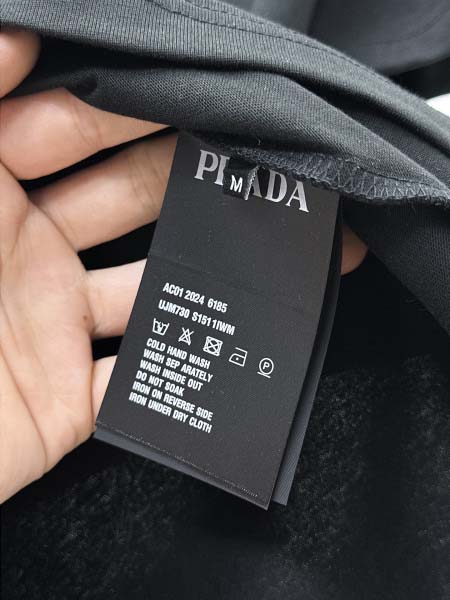 PRADA
M
AC01 2024 6185
UJM730 S1511IWM
P
COLD HAND WASH
WASH SEP ARATELY
WASH INSIDE OUT
DO NOT SOAK
IRON ON REVERSE SIDE
IRON UNDER DRY CLOTH